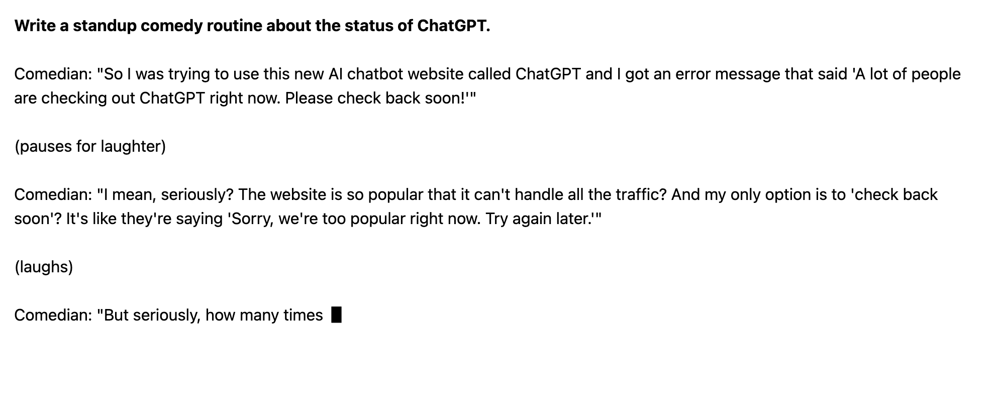 Write a standup comedy routine about the status of ChatGPT.
Comedian: "So I was trying to use this new AI chatbot website called ChatGPT and I got an error message that said 'A lot of people
are checking out ChatGPT right now. Please check back soon!'"
(pauses for laughter)
Comedian: "I mean, seriously? The website is so popular that it can't handle all the traffic? And my only option is to 'check back
soon'? It's like they're saying 'Sorry, we're too popular right now. Try again later.'"
(laughs)
Comedian: "But seriously, how many times